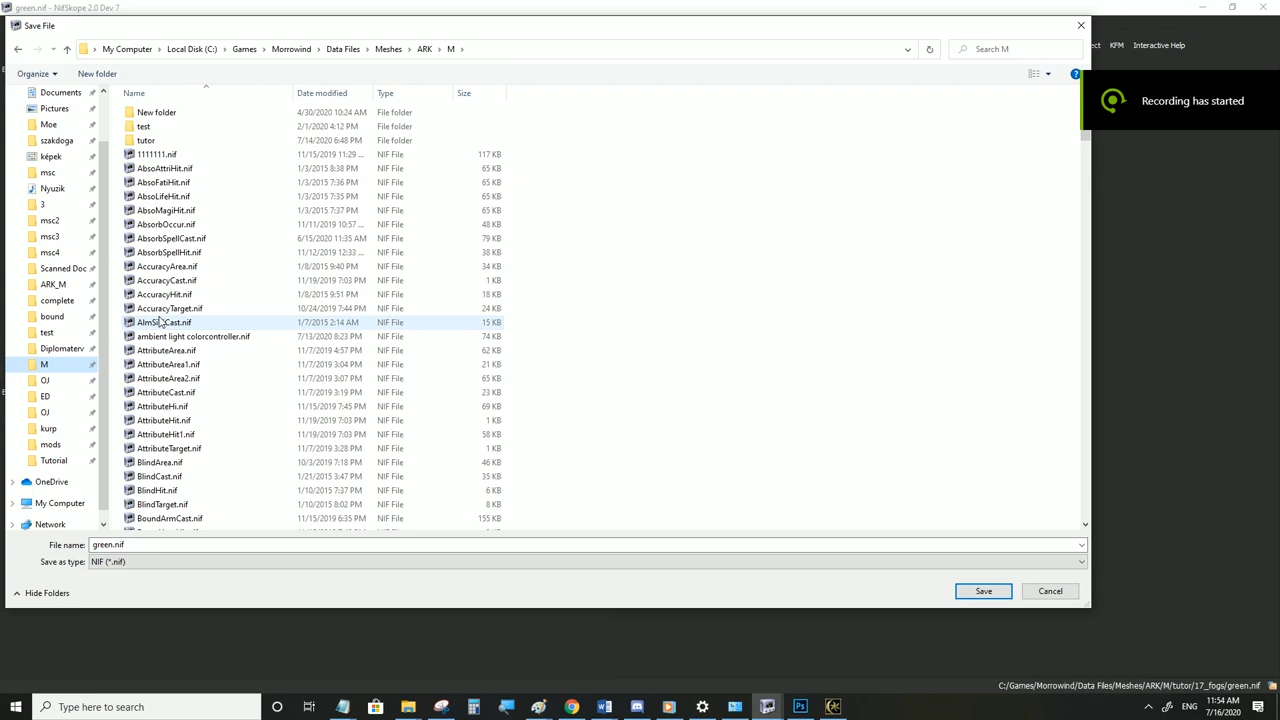 green.nif - NifSkope 2.0 Dev 7
Save File
My Computer > Local Disk (C:) > Games > Morrowind > Data Files > Meshes > ARK > M >
Search M
KFM Interactive Help
Organize New folder
Recording has started
Name Date modified Type Size
Documents
Pictures
Moe
szakdoga
képek
msc
Nyuzik
3
msc2
msc3
msc4
Scanned Doc
ARK_M
complete
bound
test
Diplomaterv
M
OJ
ED
OJ
kurp
mods
Tutorial
OneDrive
My Computer
Network
New folder 4/30/2020 10:24 AM File folder
test 2/1/2020 4:12 PM File folder
tutor 7/14/2020 6:48 PM File folder
1111111.nif 11/15/2019 11:29 ... NIF File 117 KB
AbsoAttriHit.nif 1/3/2015 8:38 PM NIF File 65 KB
AbsoFatiHit.nif 1/3/2015 7:36 PM NIF File 65 KB
AbsoLifeHit.nif 1/3/2015 7:35 PM NIF File 65 KB
AbsoMagiHit.nif 1/3/2015 7:37 PM NIF File 65 KB
AbsorbOccur.nif 11/11/2019 10:57 ... NIF File 48 KB
AbsorbSpellCast.nif 6/15/2020 11:35 AM NIF File 79 KB
AbsorbSpellHit.nif 11/12/2019 12:33 ... NIF File 38 KB
AccuracyArea.nif 1/8/2015 9:40 PM NIF File 34 KB
AccuracyCast.nif 11/19/2019 7:03 PM NIF File 1 KB
AccuracyHit.nif 1/8/2015 9:51 PM NIF File 18 KB
AccuracyTarget.nif 10/24/2019 7:44 PM NIF File 24 KB
AlmSiviCast.nif 1/7/2015 2:14 AM NIF File 15 KB
ambient light colorcontroller.nif 7/13/2020 8:23 PM NIF File 74 KB
AttributeArea.nif 11/7/2019 4:57 PM NIF File 62 KB
AttributeArea1.nif 11/7/2019 3:04 PM NIF File 21 KB
AttributeArea2.nif 11/7/2019 3:07 PM NIF File 65 KB
AttributeCast.nif 11/7/2019 3:19 PM NIF File 23 KB
AttributeHi.nif 11/15/2019 7:45 PM NIF File 69 KB
AttributeHit.nif 11/19/2019 7:03 PM NIF File 1 KB
AttributeHit1.nif 11/19/2019 7:03 PM NIF File 58 KB
AttributeTarget.nif 11/7/2019 3:28 PM NIF File 1 KB
BlindArea.nif 10/3/2019 7:18 PM NIF File 46 KB
BlindCast.nif 1/21/2015 3:47 PM NIF File 35 KB
BlindHit.nif 1/10/2015 7:37 PM NIF File 6 KB
BlindTarget.nif 1/10/2015 8:02 PM NIF File 8 KB
BoundArmCast.nif 11/15/2019 6:35 PM NIF File 155 KB
File name: green.nif
Save as type: NIF (*.nif)
Hide Folders Save Cancel
C:/Games/Morrowind/Data Files/Meshes/ARK/M/tutor/17_fogs/green.nif
Type here to search
ENG
11:54 AM
7/16/2020